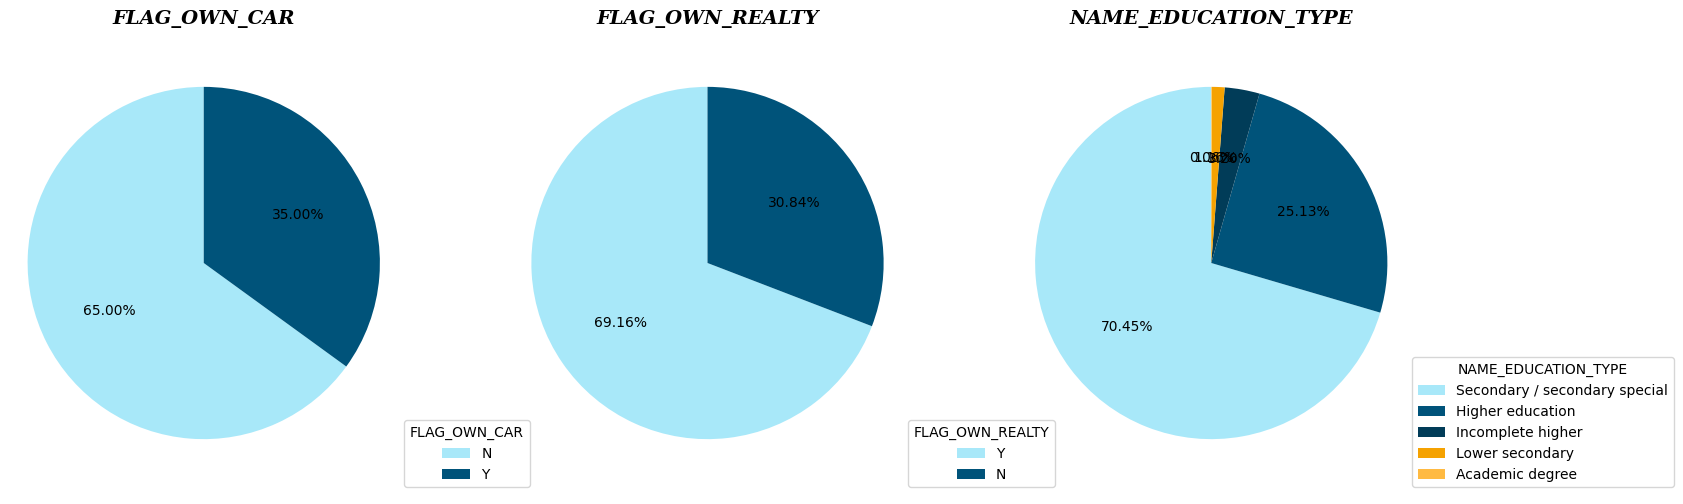 FLAG_OWN_CAR
35.00%
65.00%
FLAG_OWN_CAR
N
Y
FLAG_OWN_REALTY
30.84%
69.16%
FLAG_OWN_REALTY
Y
N
NAME_EDUCATION_TYPE
25.13%
70.45%
NAME_EDUCATION_TYPE
Secondary / secondary special
Higher education
Incomplete higher
Lower secondary
Academic degree